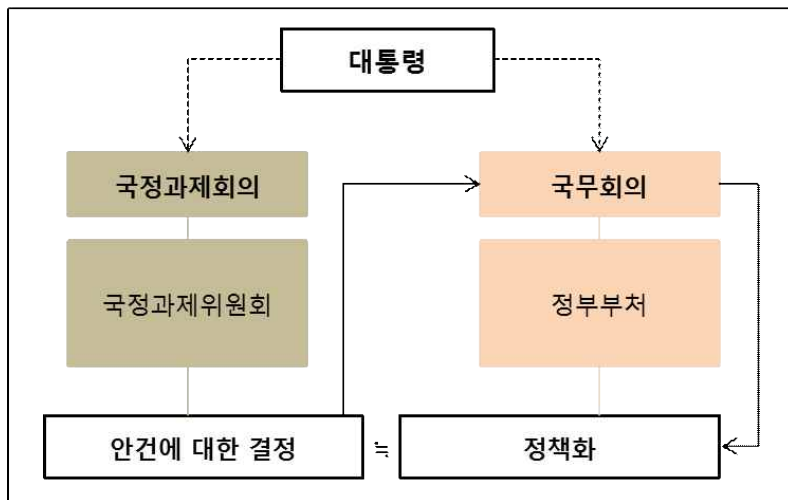 대통령
국정과제회의
국무회의
국정과제위원회
정부부처
안건에 대한 결정
≒
정책화